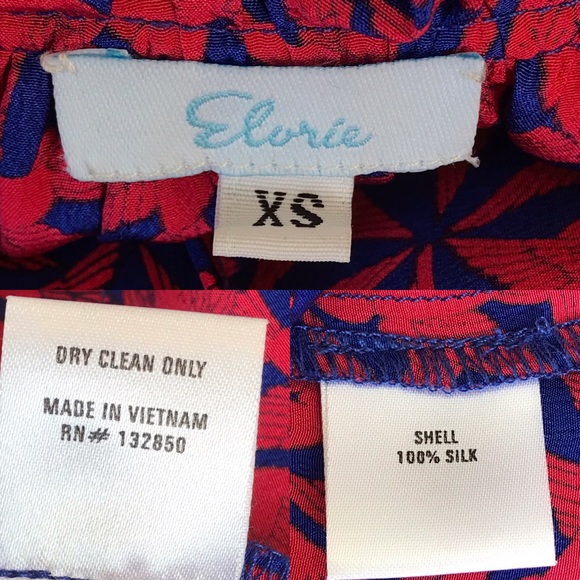 Elorie
XS
DRY CLEAN ONLY
MADE IN VIETNAM
RN# 132850
SHELL
100% SILK